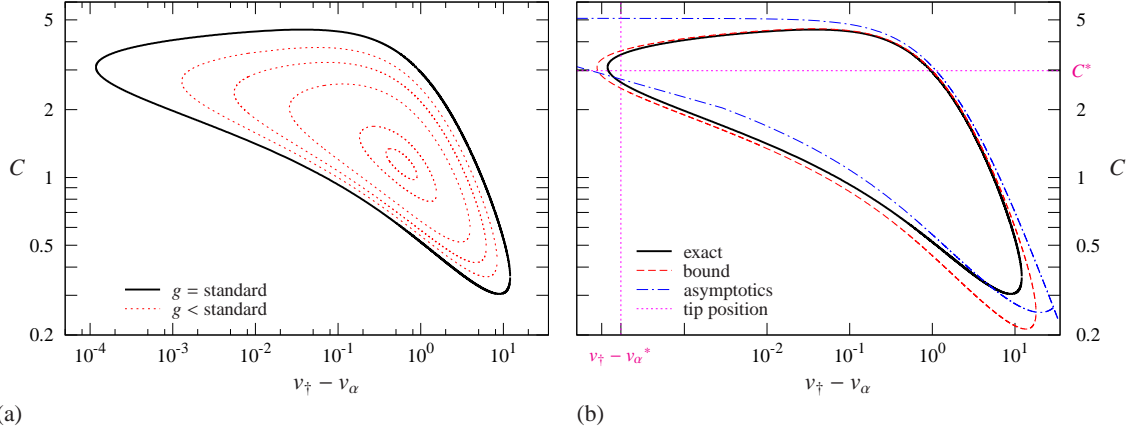 5
2
C
1
0.5
0.2
g = standard
g < standard
10^-4
10^-3
10^-2
10^-1
10^0
10^1
v† − vα
(a)
5
C*
2
1
C
0.5
0.2
exact
bound
asymptotics
tip position
v† − vα*
10^-2
10^-1
10^0
10^1
v† − vα
(b)